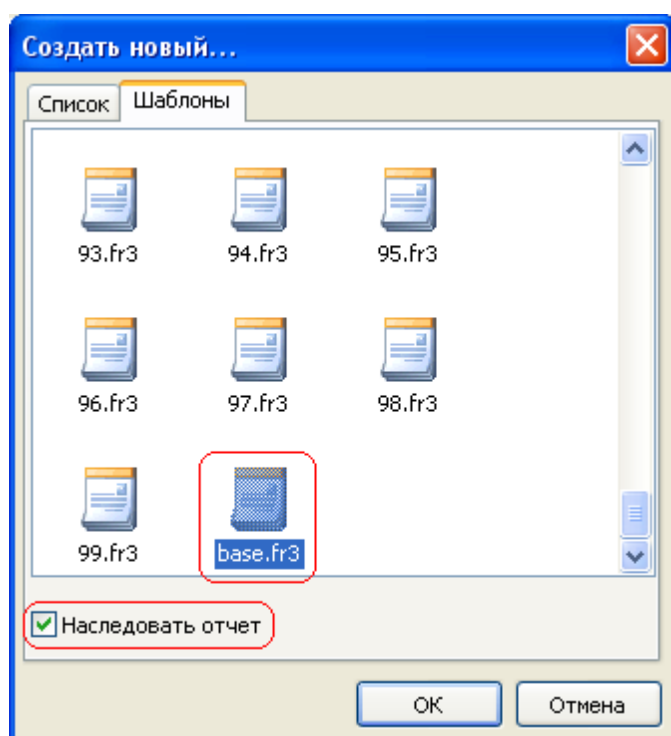 Создать новый...
Список Шаблоны
93.fr3 94.fr3 95.fr3
96.fr3 97.fr3 98.fr3
99.fr3 base.fr3
Наследовать отчет
ОК Отмена